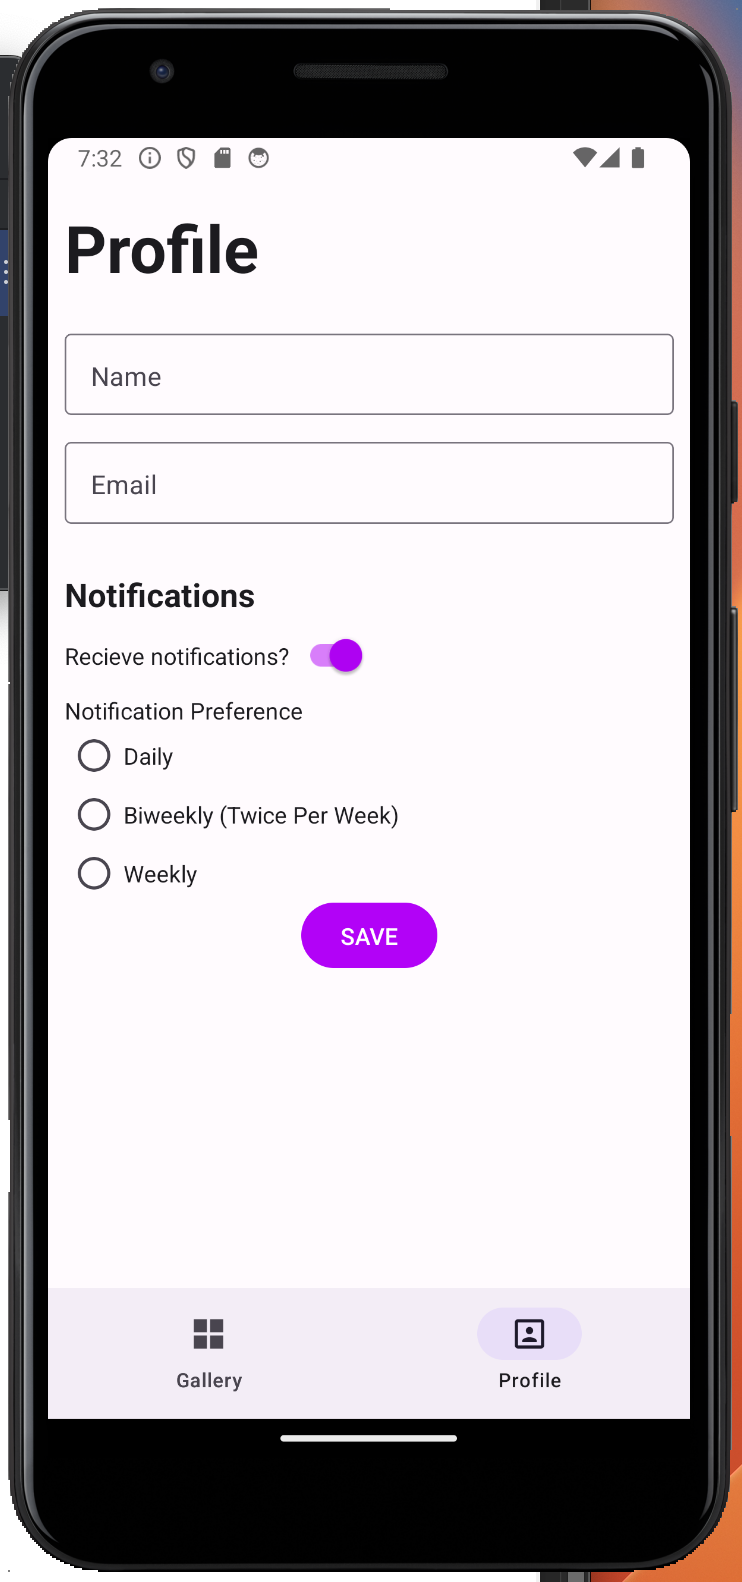 7:32
Profile
Name
Email
Notifications
Recieve notifications?
Notification Preference
Daily
Biweekly (Twice Per Week)
Weekly
SAVE
Gallery Profile